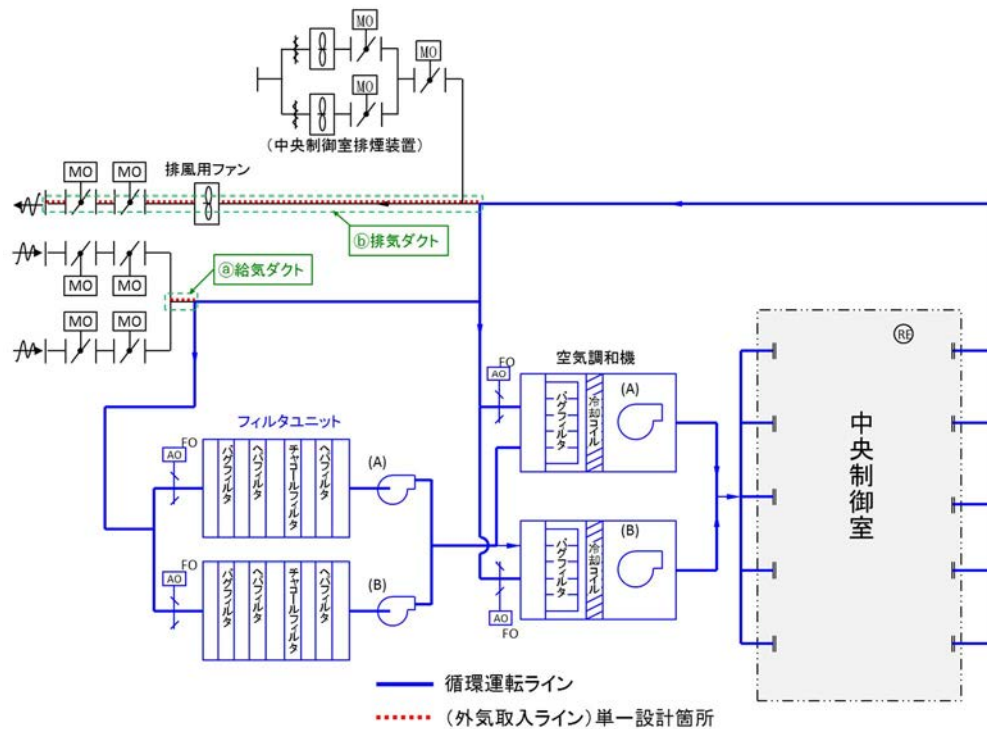 MO
MO
MO
(中央制御室排煙装置)
排風用ファン
MO
MO
ⓑ排気ダクト
MO
MO
ⓐ給気ダクト
MO
MO
空気調和機
FO
AO
バグフィルタ
冷却コイル
(A)
RE
中央制御室
フィルタユニット
FO
AO
バグフィルタ
ヘパフィルタ
チャコールフィルタ
ヘパフィルタ
(A)
FO
AO
バグフィルタ
ヘパフィルタ
チャコールフィルタ
ヘパフィルタ
(B)
バグフィルタ
冷却コイル
(B)
AO
FO
循環運転ライン
(外気取入ライン)単一設計箇所